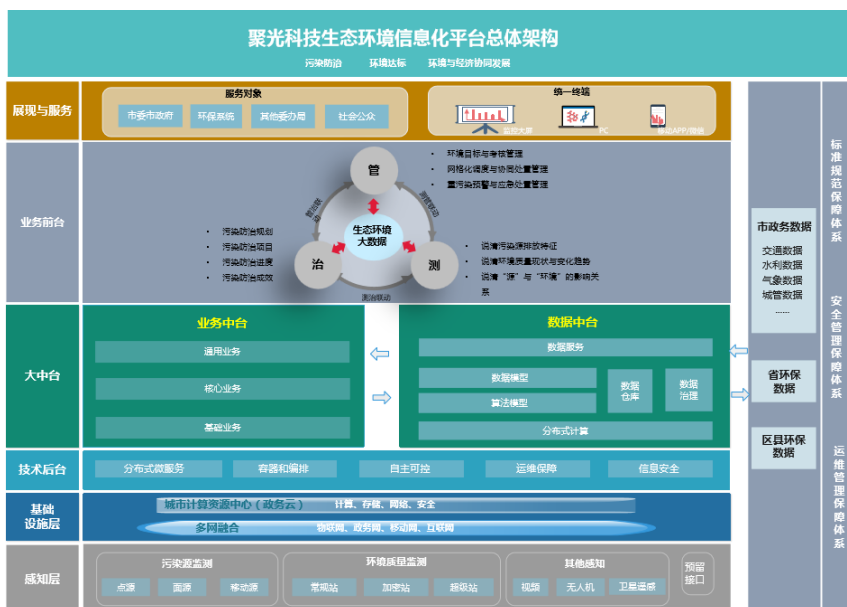 聚光科技生态环境信息化平台总体架构
污染防治 环境达标 环境与经济协同发展
展现与服务
服务对象
市委市政府 环保系统 其他委办局 社会公众
统一终端
监控大屏 PC 移动APP/微信
业务前台
管
治
测
生态环境
大数据
管治联动
测管联动
测治联动
• 环境目标与考核管理
• 网格化调度与协同处置管理
• 重污染预警与应急处置管理
• 污染防治规划
• 污染防治项目
• 污染防治进度
• 污染防治成效
• 说清污染源排放特征
• 说清环境质量现状与变化趋势
• 说清“源”与“环境”的影响关
系
大中台
业务中台
通用业务
核心业务
基础业务
数据中台
数据服务
数据模型
算法模型
数据
仓库
数据
治理
分布式计算
技术后台
分布式微服务 容器和编排 自主可控 运维保障 信息安全
基础
设施层
城市计算资源中心（政务云） 计算、存储、网络、安全
多网融合 物联网、政务网、移动网、互联网
感知层
污染源监测
点源 面源 移动源
环境质量监测
常规站 加密站 超级站
其他感知
视频 无人机 卫星遥感
预留
接口
市政务数据
交通数据
水利数据
气象数据
城管数据
......
省环保
数据
区县环保
数据
标准规范保障体系
安全管理保障体系
运维管理保障体系